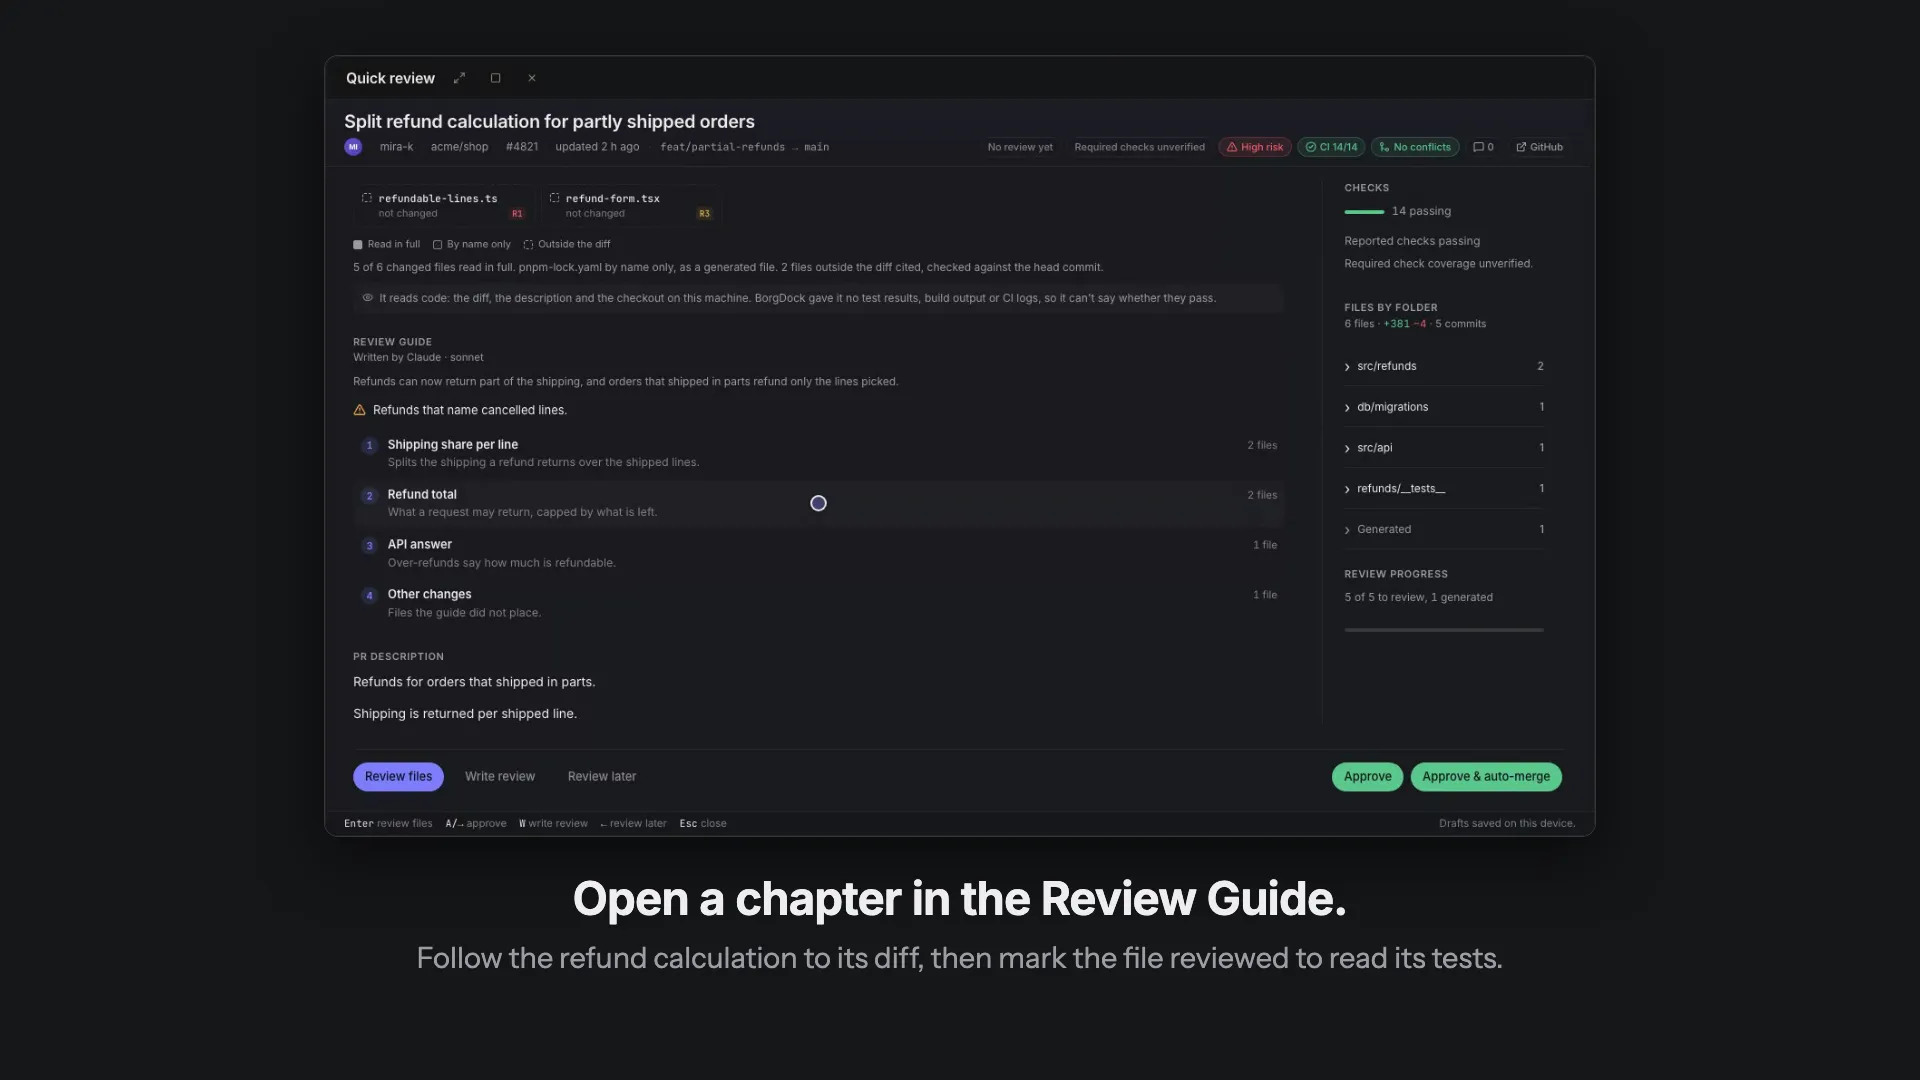 Quick review
Split refund calculation for partly shipped orders
MI mira-k acme/shop #4821 updated 2 h ago feat/partial-refunds → main
No review yet Required checks unverified High risk CI 14/14 No conflicts 0 GitHub
refundable-lines.ts
not changed R1
refund-form.tsx
not changed R3
Read in full By name only Outside the diff
5 of 6 changed files read in full. pnpm-lock.yaml by name only, as a generated file. 2 files outside the diff cited, checked against the head commit.
It reads code: the diff, the description and the checkout on this machine. BorgDock gave it no test results, build output or CI logs, so it can't say whether they pass.
REVIEW GUIDE
Written by Claude · sonnet
Refunds can now return part of the shipping, and orders that shipped in parts refund only the lines picked.
Refunds that name cancelled lines.
1 Shipping share per line 2 files
Splits the shipping a refund returns over the shipped lines.
2 Refund total 2 files
What a request may return, capped by what is left.
3 API answer 1 file
Over-refunds say how much is refundable.
4 Other changes 1 file
Files the guide did not place.
PR DESCRIPTION
Refunds for orders that shipped in parts.
Shipping is returned per shipped line.
CHECKS
14 passing
Reported checks passing
Required check coverage unverified.
FILES BY FOLDER
6 files · +381 −4 · 5 commits
src/refunds 2
db/migrations 1
src/api 1
refunds/__tests__ 1
Generated 1
REVIEW PROGRESS
5 of 5 to review, 1 generated
Review files Write review Review later Approve Approve & auto-merge
Enter review files A/→ approve W write review ← review later Esc close Drafts saved on this device.
Open a chapter in the Review Guide.
Follow the refund calculation to its diff, then mark the file reviewed to read its tests.